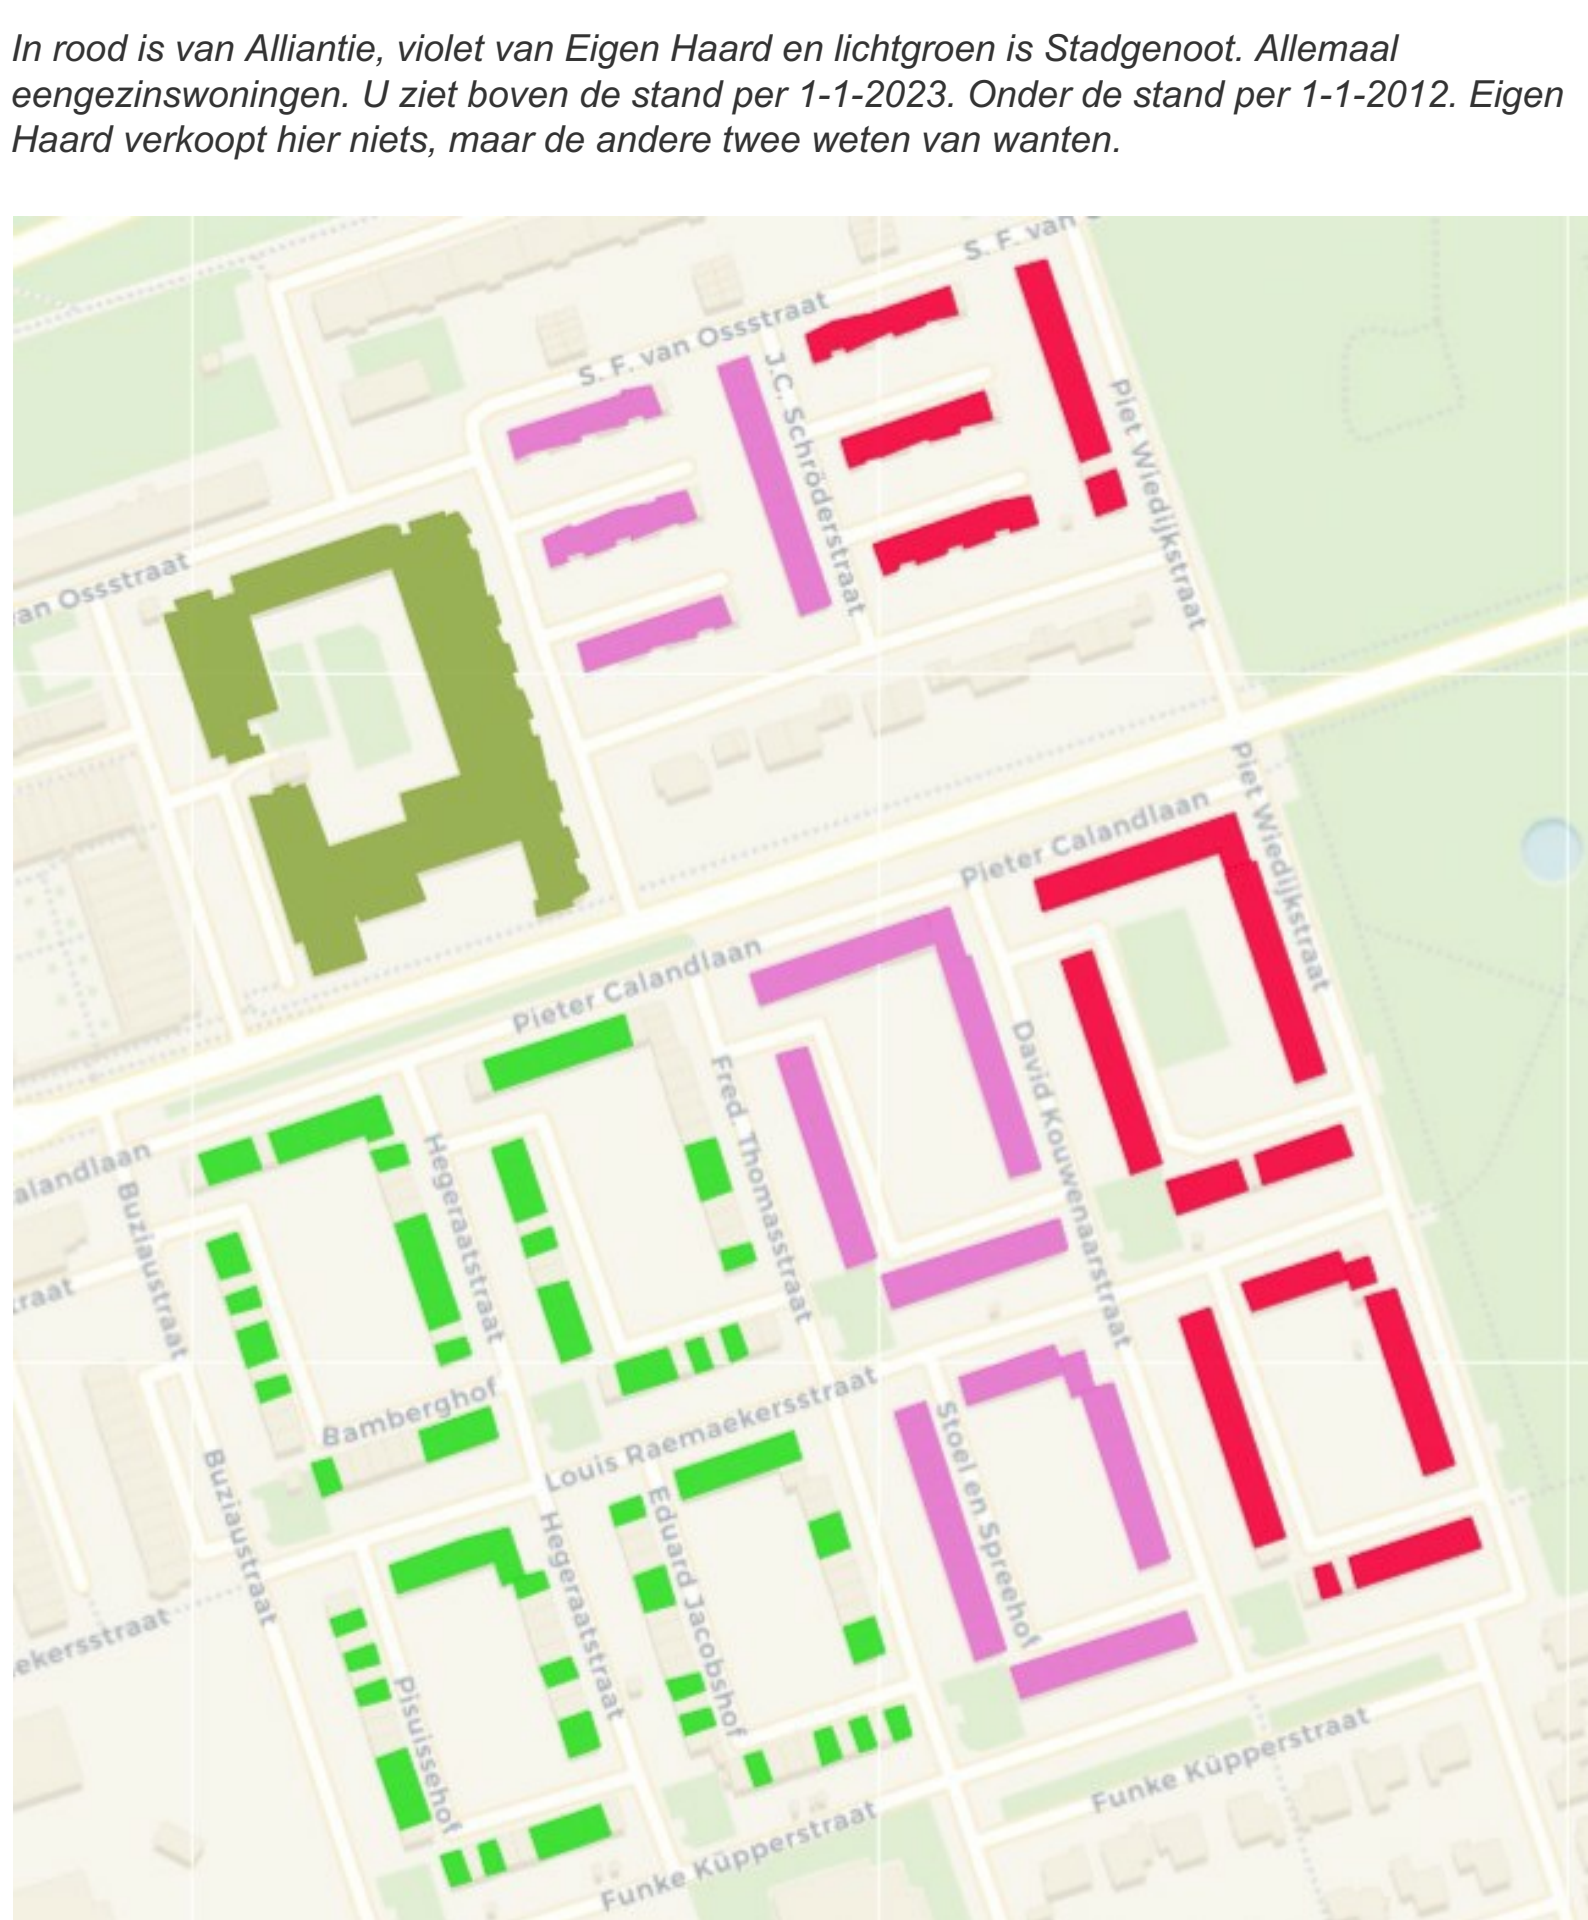 In rood is van Alliantie, violet van Eigen Haard en lichtgroen is Stadgenoot. Allemaal
eengezinswoningen. U ziet boven de stand per 1-1-2023. Onder de stand per 1-1-2012. Eigen
Haard verkoopt hier niets, maar de andere twee weten van wanten.
S. F. van
S. F. van Ossstraat
J.C. Schröderstraat
Piet Wiedijkstraat
van Ossstraat
Piet Wiedijkstraat
Pieter Calandlaan
Pieter Calandlaan
alandlaan
David Kouwenaarstraat
Fred. Thomasstraat
Hegeraatstraat
Buziaustraat
raat
Bamberghof
Louis Raemaekersstraat
Stoel en Spreehof
Buziaustraat
Hegeraatstraat
Eduard Jacobshof
ekersstraat
Pisuissehof
Funke Küpperstraat
Funke Küpperstraat